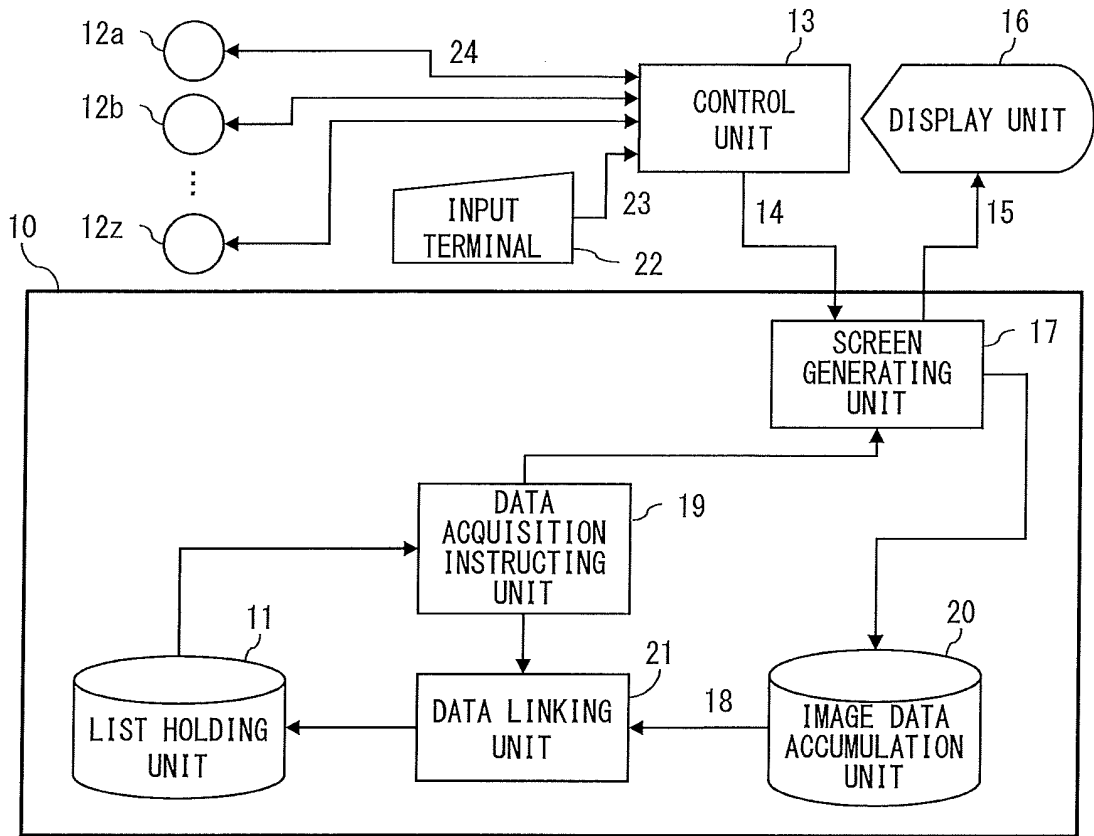 12a
24
13
16
12b
CONTROL
UNIT
DISPLAY UNIT
⋮
INPUT
TERMINAL
23
14
15
10
12z
22
SCREEN
GENERATING
UNIT
17
DATA
ACQUISITION
INSTRUCTING
UNIT
19
11
21
20
LIST HOLDING
UNIT
DATA LINKING
UNIT
18
IMAGE DATA
ACCUMULATION
UNIT